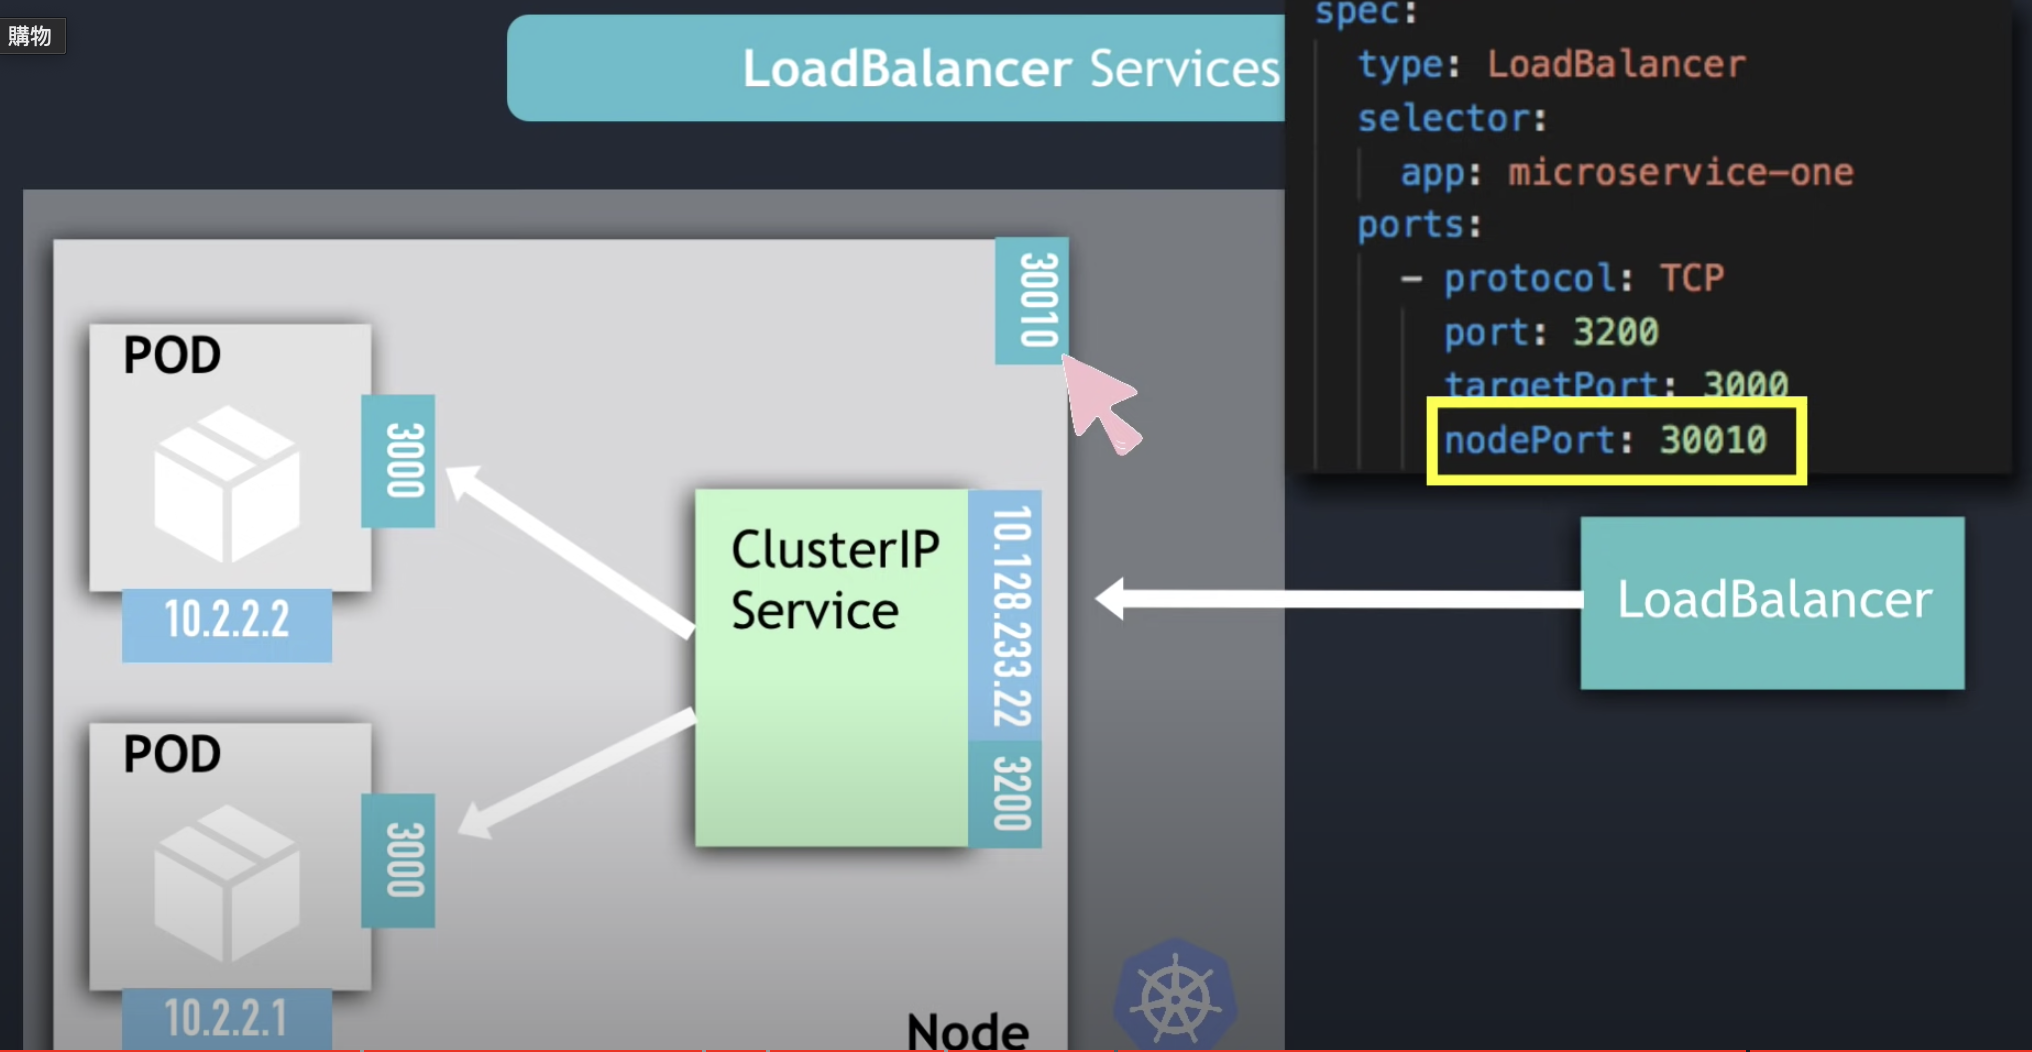 購物
LoadBalancer Services
spec:
type: LoadBalancer
selector:
app: microservice-one
ports:
- protocol: TCP
port: 3200
targetPort: 3000
nodePort: 30010
30010
POD
3000
10.2.2.2
ClusterIP
Service
10.128.233.22
3200
LoadBalancer
POD
3000
10.2.2.1
Node